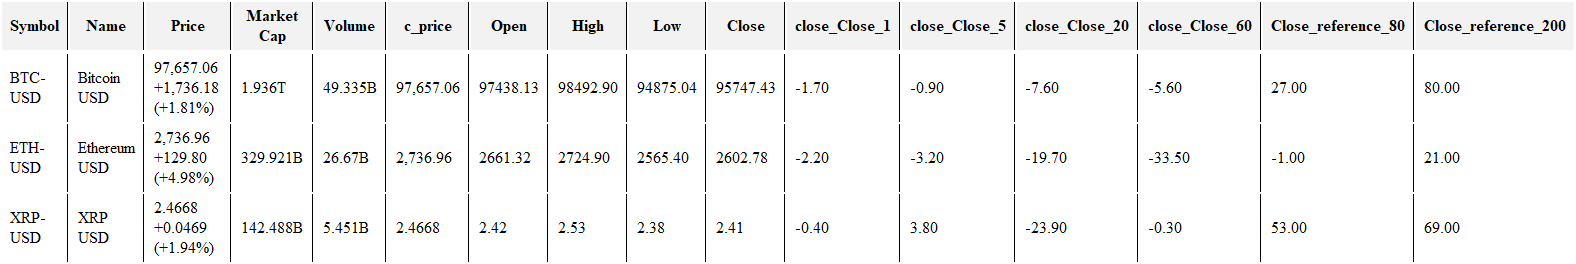 Symbol Name Price Market Cap Volume c_price Open High Low Close close_Close_1 close_Close_5 close_Close_20 close_Close_60 Close_reference_80 Close_reference_200
BTC-USD Bitcoin USD 97,657.06 +1,736.18 (+1.81%) 1.936T 49.335B 97,657.06 97438.13 98492.90 94875.04 95747.43 -1.70 -0.90 -7.60 -5.60 27.00 80.00
ETH-USD Ethereum USD 2,736.96 +129.80 (+4.98%) 329.921B 26.67B 2,736.96 2661.32 2724.90 2565.40 2602.78 -2.20 -3.20 -19.70 -33.50 -1.00 21.00
XRP-USD XRP USD 2.4668 +0.0469 (+1.94%) 142.488B 5.451B 2.4668 2.42 2.53 2.38 2.41 -0.40 3.80 -23.90 -0.30 53.00 69.00